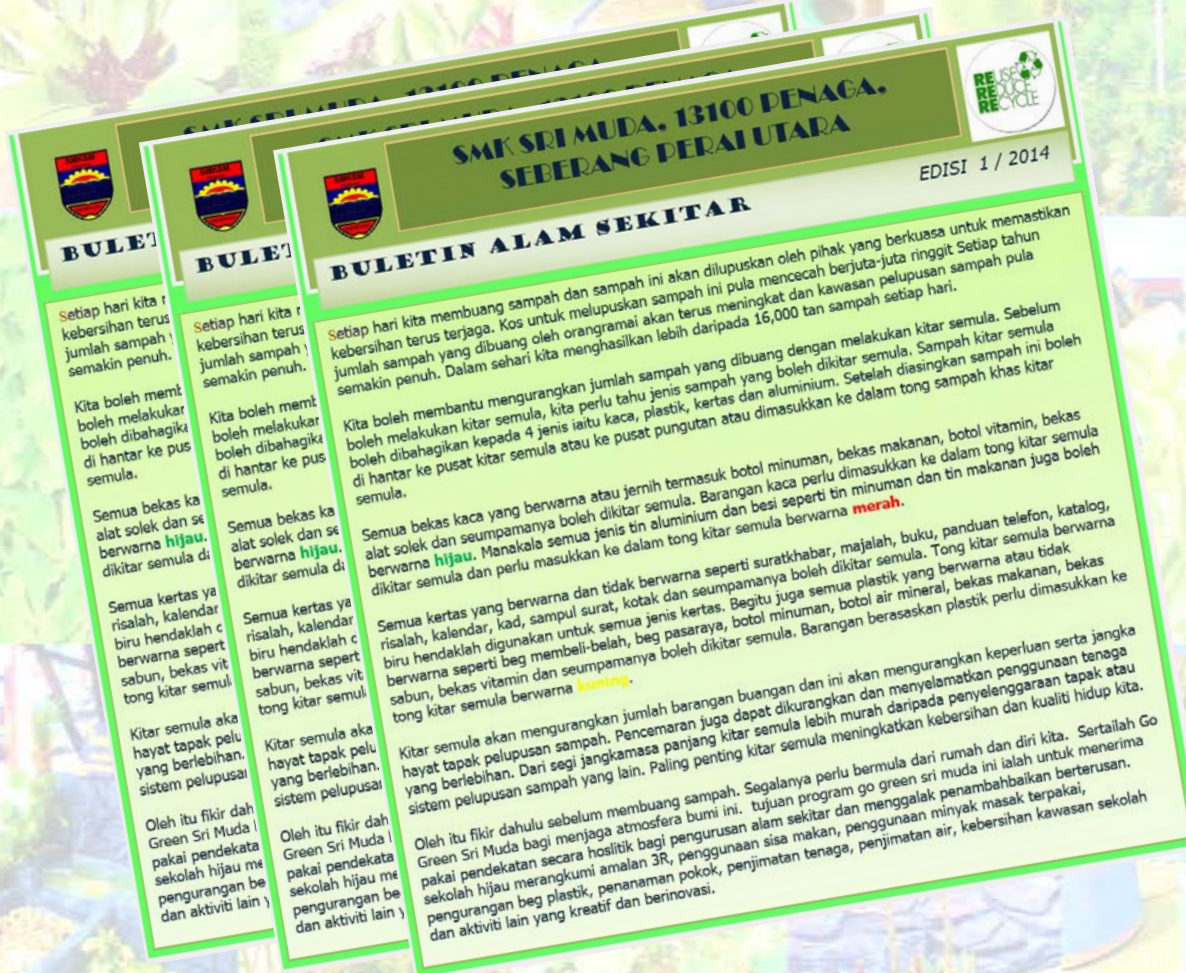 SMK SRI MUDA, 13100 PENAGA,
SEBERANG PERAI UTARA
REUSE
REDUCE
RECYCLE
EDISI 1 / 2014
BULETIN ALAM SEKITAR
Setiap hari kita membuang sampah dan sampah ini akan dilupuskan oleh pihak yang berkuasa untuk memastikan
kebersihan terus terjaga. Kos untuk melupuskan sampah ini pula mencecah berjuta-juta ringgit Setiap tahun
jumlah sampah yang dibuang oleh orangramai akan terus meningkat dan kawasan pelupusan sampah pula
semakin penuh. Dalam sehari kita menghasilkan lebih daripada 16,000 tan sampah setiap hari.
Kita boleh membantu mengurangkan jumlah sampah yang dibuang dengan melakukan kitar semula. Sebelum
boleh melakukan kitar semula, kita perlu tahu jenis sampah yang boleh dikitar semula. Sampah kitar semula
boleh dibahagikan kepada 4 jenis iaitu kaca, plastik, kertas dan aluminium. Setelah diasingkan sampah ini boleh
di hantar ke pusat kitar semula atau ke pusat pungutan atau dimasukkan ke dalam tong sampah khas kitar
semula.
Semua bekas kaca yang berwarna atau jernih termasuk botol minuman, bekas makanan, botol vitamin, bekas
alat solek dan seumpamanya boleh dikitar semula. Barangan kaca perlu dimasukkan ke dalam tong kitar semula
berwarna hijau. Manakala semua jenis tin aluminium dan besi seperti tin minuman dan tin makanan juga boleh
dikitar semula dan perlu masukkan ke dalam tong kitar semula berwarna merah.
Semua kertas yang berwarna dan tidak berwarna seperti suratkhabar, majalah, buku, panduan telefon, katalog,
risalah, kalendar, kad, sampul surat, kotak dan seumpamanya boleh dikitar semula. Tong kitar semula berwarna
biru hendaklah digunakan untuk semua jenis kertas. Begitu juga semua plastik yang berwarna atau tidak
berwarna seperti beg membeli-belah, beg pasaraya, botol minuman, botol air mineral, bekas makanan, bekas
sabun, bekas vitamin dan seumpamanya boleh dikitar semula. Barangan berasaskan plastik perlu dimasukkan ke
tong kitar semula berwarna kuning.
Kitar semula akan mengurangkan jumlah barangan buangan dan ini akan mengurangkan keperluan serta jangka
hayat tapak pelupusan sampah. Pencemaran juga dapat dikurangkan dan menyelamatkan penggunaan tenaga
yang berlebihan. Dari segi jangkamasa panjang kitar semula lebih murah daripada penyelenggaraan tapak atau
sistem pelupusan sampah yang lain. Paling penting kitar semula meningkatkan kebersihan dan kualiti hidup kita.
Oleh itu fikir dahulu sebelum membuang sampah. Segalanya perlu bermula dari rumah dan diri kita. Sertailah Go
Green Sri Muda bagi menjaga atmosfera bumi ini. tujuan program go green sri muda ini ialah untuk menerima
pakai pendekatan secara hoslitik bagi pengurusan alam sekitar dan menggalak penambahbaikan berterusan.
sekolah hijau merangkumi amalan 3R, penggunaan sisa makan, penggunaan minyak masak terpakai,
pengurangan beg plastik, penanaman pokok, penjimatan tenaga, penjimatan air, kebersihan kawasan sekolah
dan aktiviti lain yang kreatif dan berinovasi.